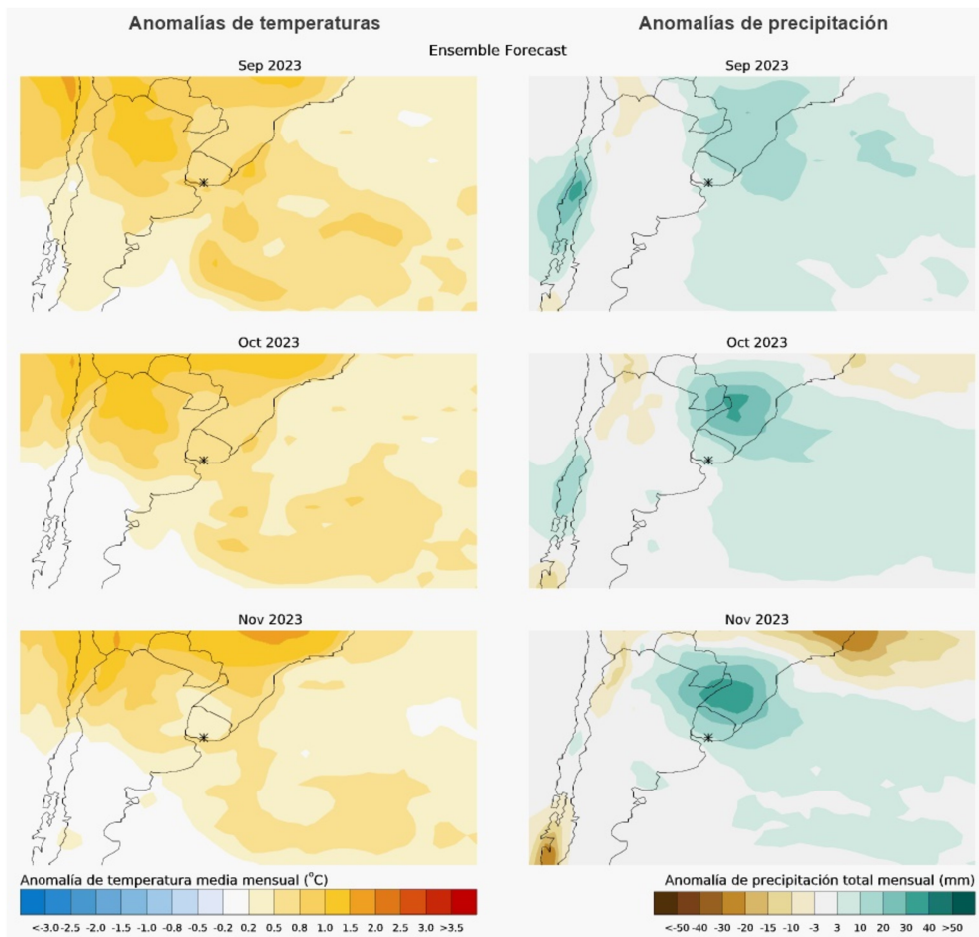 Anomalías de temperaturas
Anomalías de precipitación
Ensemble Forecast
Sep 2023
Sep 2023
Oct 2023
Oct 2023
Nov 2023
Nov 2023
Anomalía de temperatura media mensual (°C)
<-3.0 -2.5 -2.0 -1.5 -1.0 -0.8 -0.5 -0.2 0.2 0.5 0.8 1.0 1.5 2.0 2.5 3.0 >3.5
Anomalía de precipitación total mensual (mm)
<-50 -40 -30 -20 -15 -10 -3 3 10 20 30 40 >50